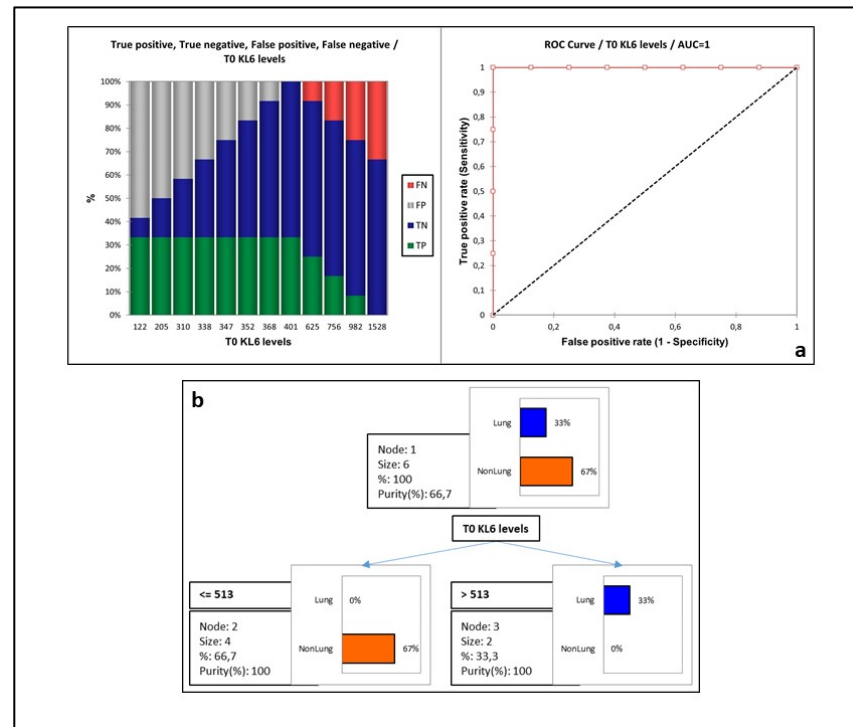 True positive, True negative, False positive, False negative /
T0 KL6 levels
100%
90%
80%
70%
60%
50%
40%
30%
20%
10%
0%
%
122 205 310 338 347 352 368 401 625 756 982 1528
T0 KL6 levels
FN
FP
TN
TP
ROC Curve / T0 KL6 levels / AUC=1
1
0,9
0,8
0,7
0,6
0,5
0,4
0,3
0,2
0,1
0
True positive rate (Sensitivity)
0 0,2 0,4 0,6 0,8 1
False positive rate (1 - Specificity)
a
b
Lung 33%
NonLung 67%
Node: 1
Size: 6
%: 100
Purity(%): 66,7
T0 KL6 levels
<= 513
Node: 2
Size: 4
%: 66,7
Purity(%): 100
Lung 0%
NonLung 67%
> 513
Node: 3
Size: 2
%: 33,3
Purity(%): 100
Lung 33%
NonLung 0%